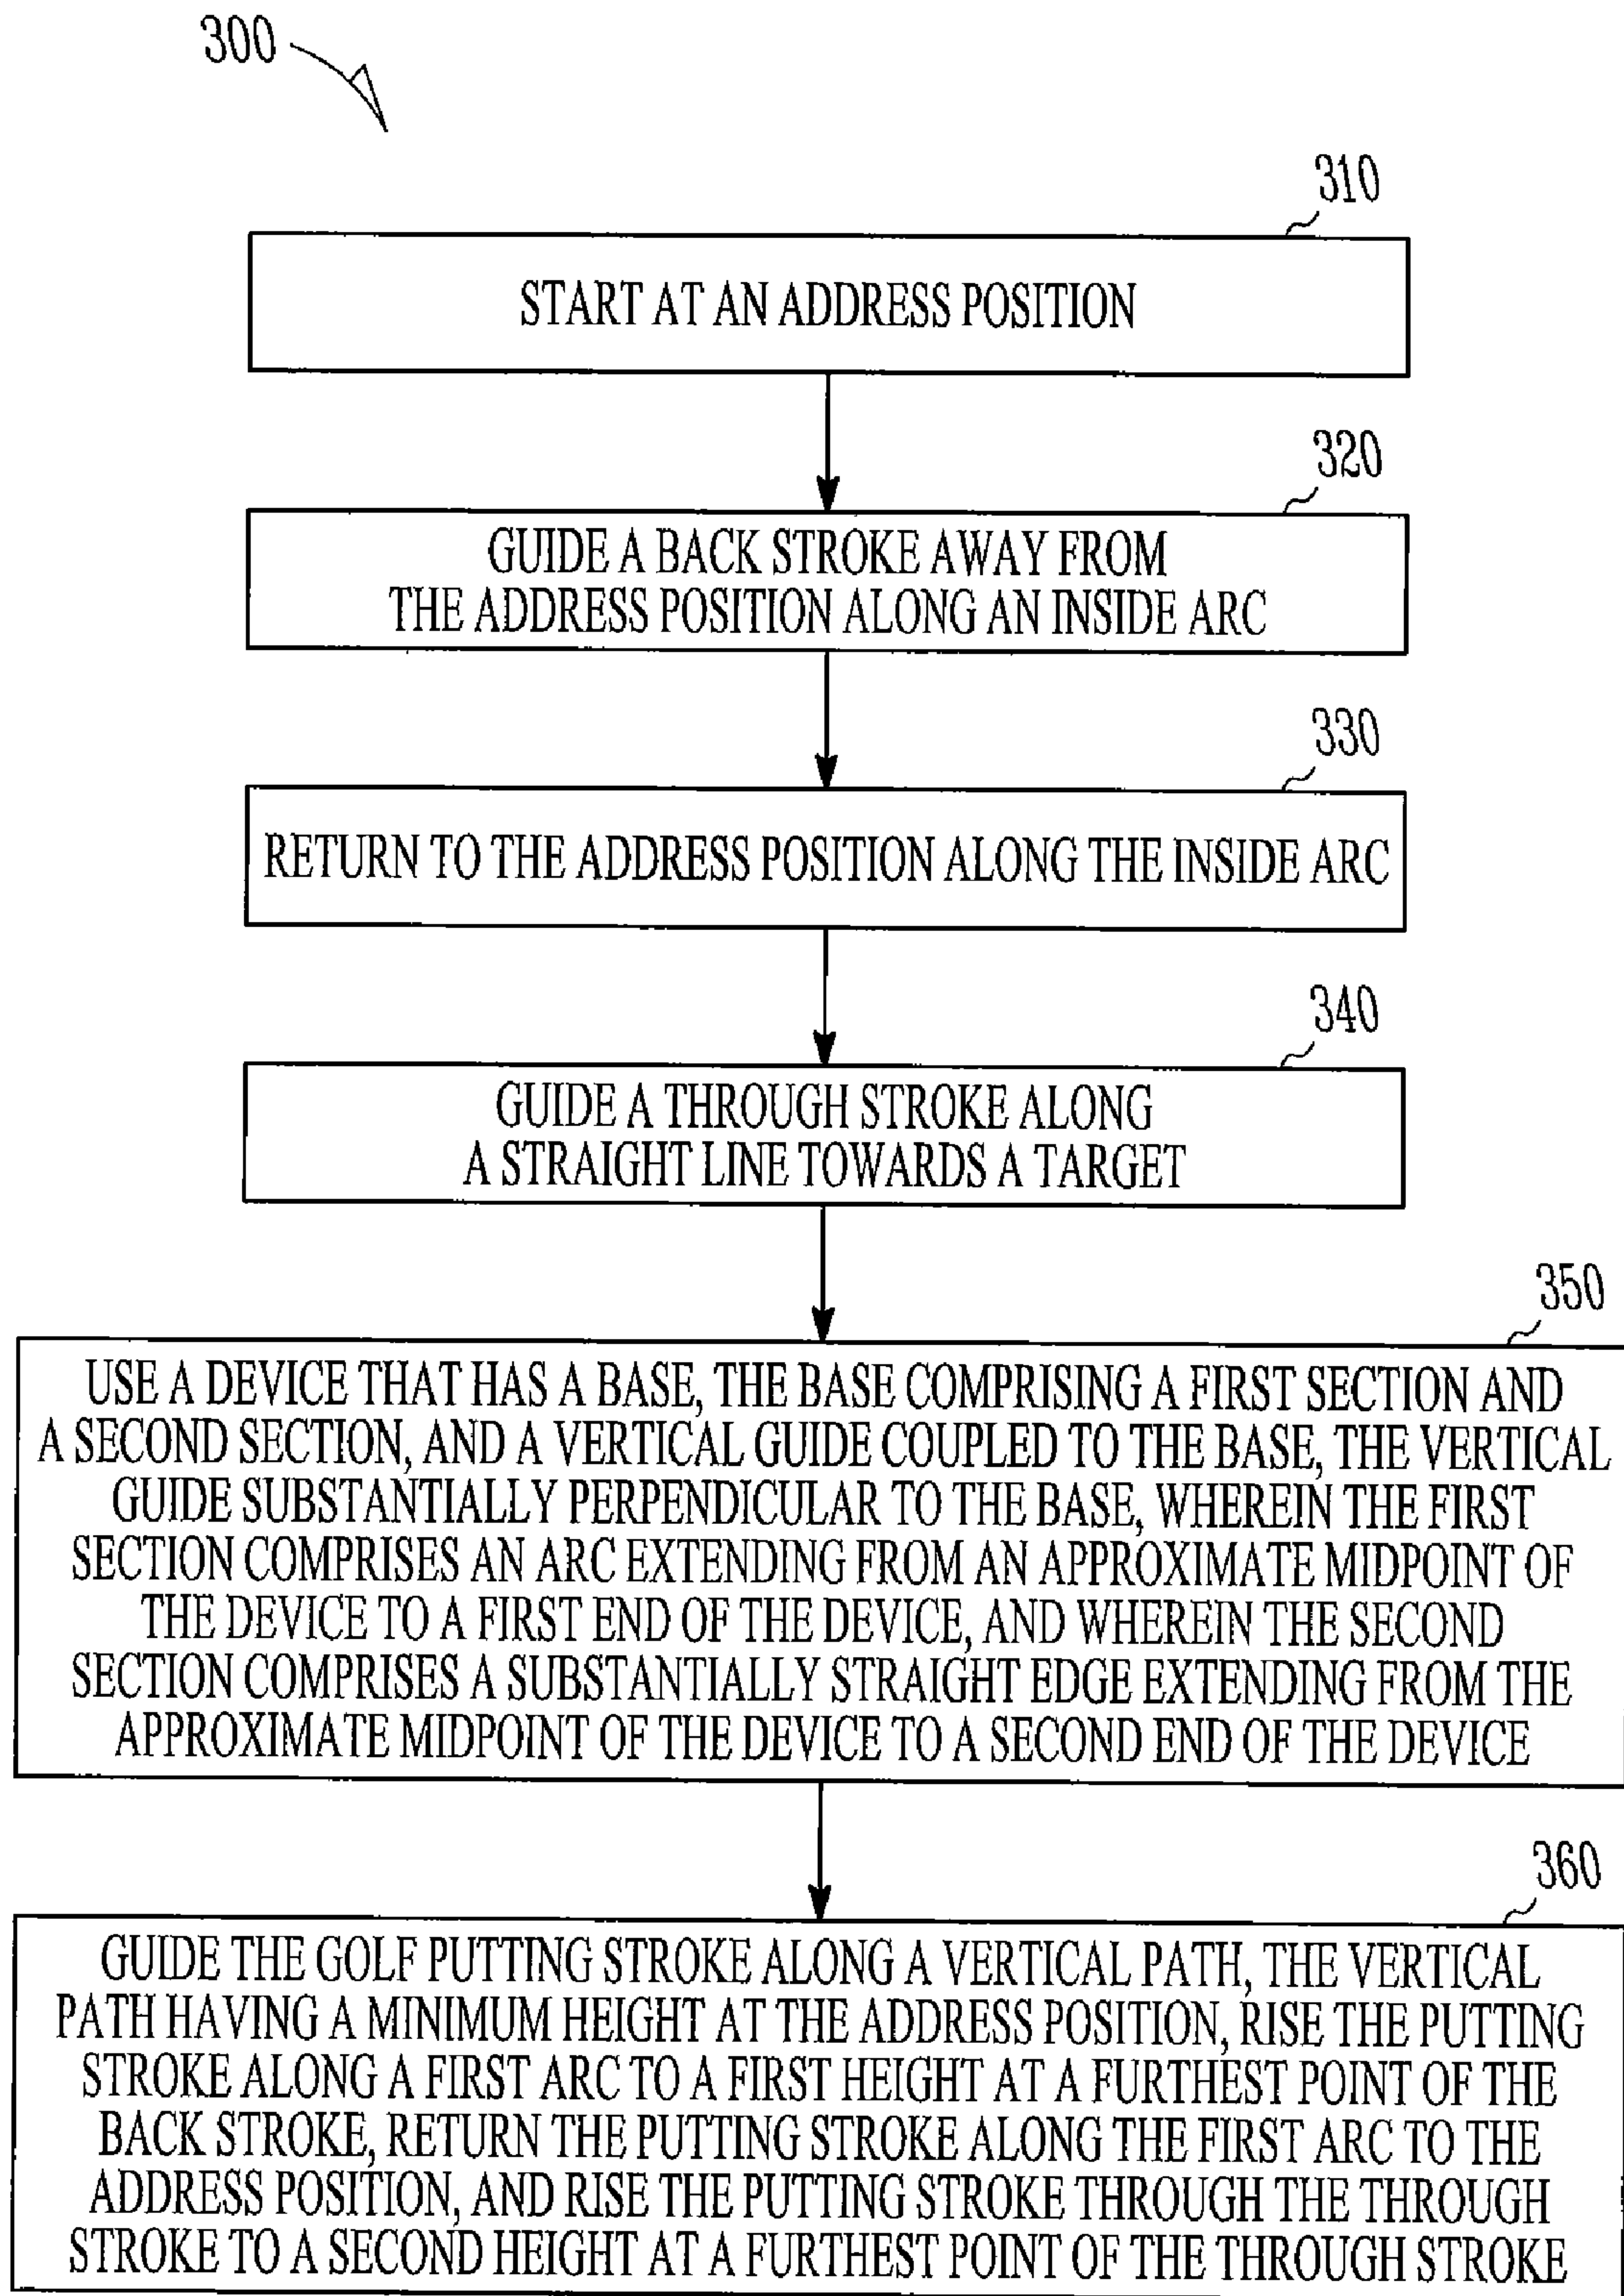 300
310
START AT AN ADDRESS POSITION
320
GUIDE A BACK STROKE AWAY FROM
THE ADDRESS POSITION ALONG AN INSIDE ARC
330
RETURN TO THE ADDRESS POSITION ALONG THE INSIDE ARC
340
GUIDE A THROUGH STROKE ALONG
A STRAIGHT LINE TOWARDS A TARGET
350
USE A DEVICE THAT HAS A BASE, THE BASE COMPRISING A FIRST SECTION AND
A SECOND SECTION, AND A VERTICAL GUIDE COUPLED TO THE BASE, THE VERTICAL
GUIDE SUBSTANTIALLY PERPENDICULAR TO THE BASE, WHEREIN THE FIRST
SECTION COMPRISES AN ARC EXTENDING FROM AN APPROXIMATE MIDPOINT OF
THE DEVICE TO A FIRST END OF THE DEVICE, AND WHEREIN THE SECOND
SECTION COMPRISES A SUBSTANTIALLY STRAIGHT EDGE EXTENDING FROM THE
APPROXIMATE MIDPOINT OF THE DEVICE TO A SECOND END OF THE DEVICE
360
GUIDE THE GOLF PUTTING STROKE ALONG A VERTICAL PATH, THE VERTICAL
PATH HAVING A MINIMUM HEIGHT AT THE ADDRESS POSITION, RISE THE PUTTING
STROKE ALONG A FIRST ARC TO A FIRST HEIGHT AT A FURTHEST POINT OF THE
BACK STROKE, RETURN THE PUTTING STROKE ALONG THE FIRST ARC TO THE
ADDRESS POSITION, AND RISE THE PUTTING STROKE THROUGH THE THROUGH
STROKE TO A SECOND HEIGHT AT A FURTHEST POINT OF THE THROUGH STROKE